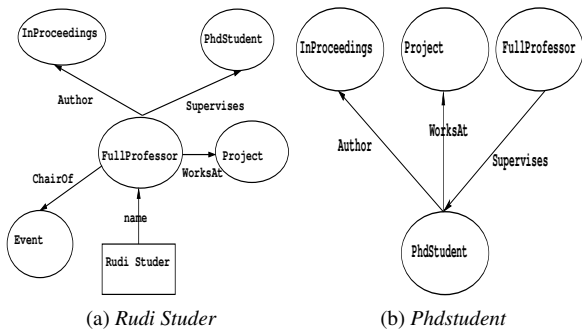 InProceedings
PhdStudent
Author
Supervises
FullProfessor
Project
WorksAt
ChairOf
name
Event
Rudi Studer
(a) Rudi Studer
InProceedings
Project
FullProfessor
WorksAt
Author
Supervises
PhdStudent
(b) Phdstudent